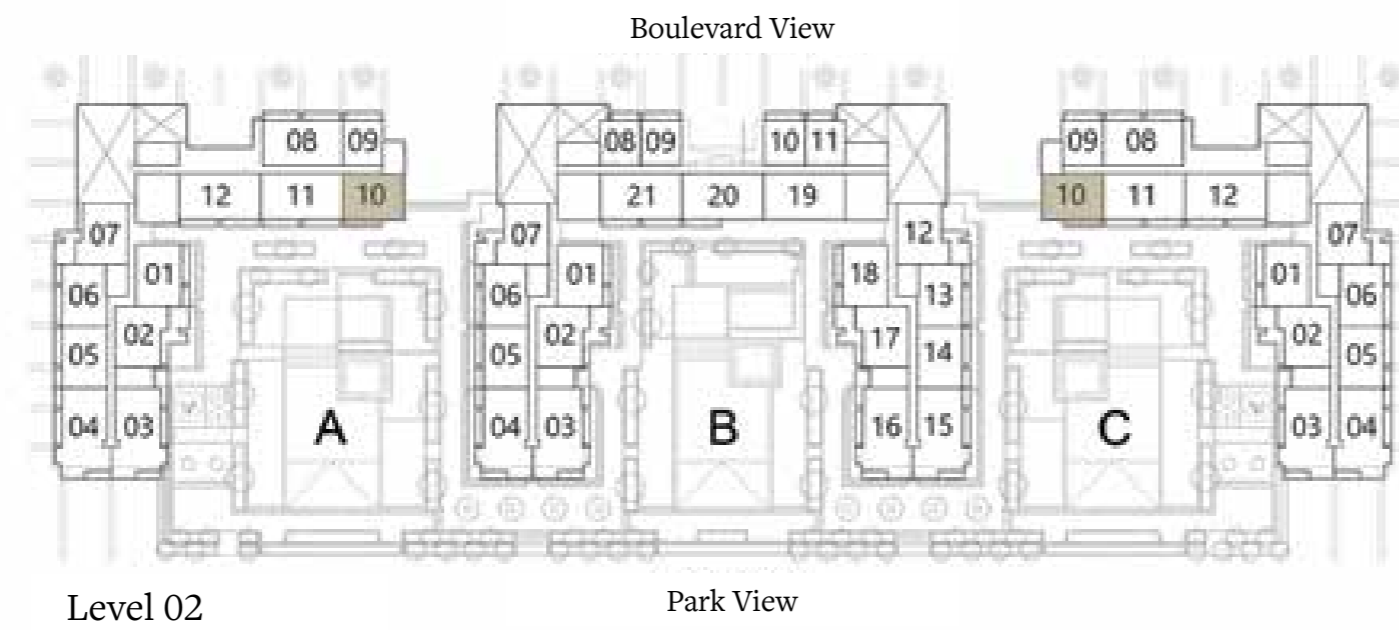 Boulevard View
08 09 08 09 10 11 09 08
12 11 10 21 20 19 10 11 12
07 07 12 07
01 01 18 01
06 06 13 06
02 02 17 02
05 05 14 05
04 03 04 03 16 15 03 04
A B C
Level 02
Park View